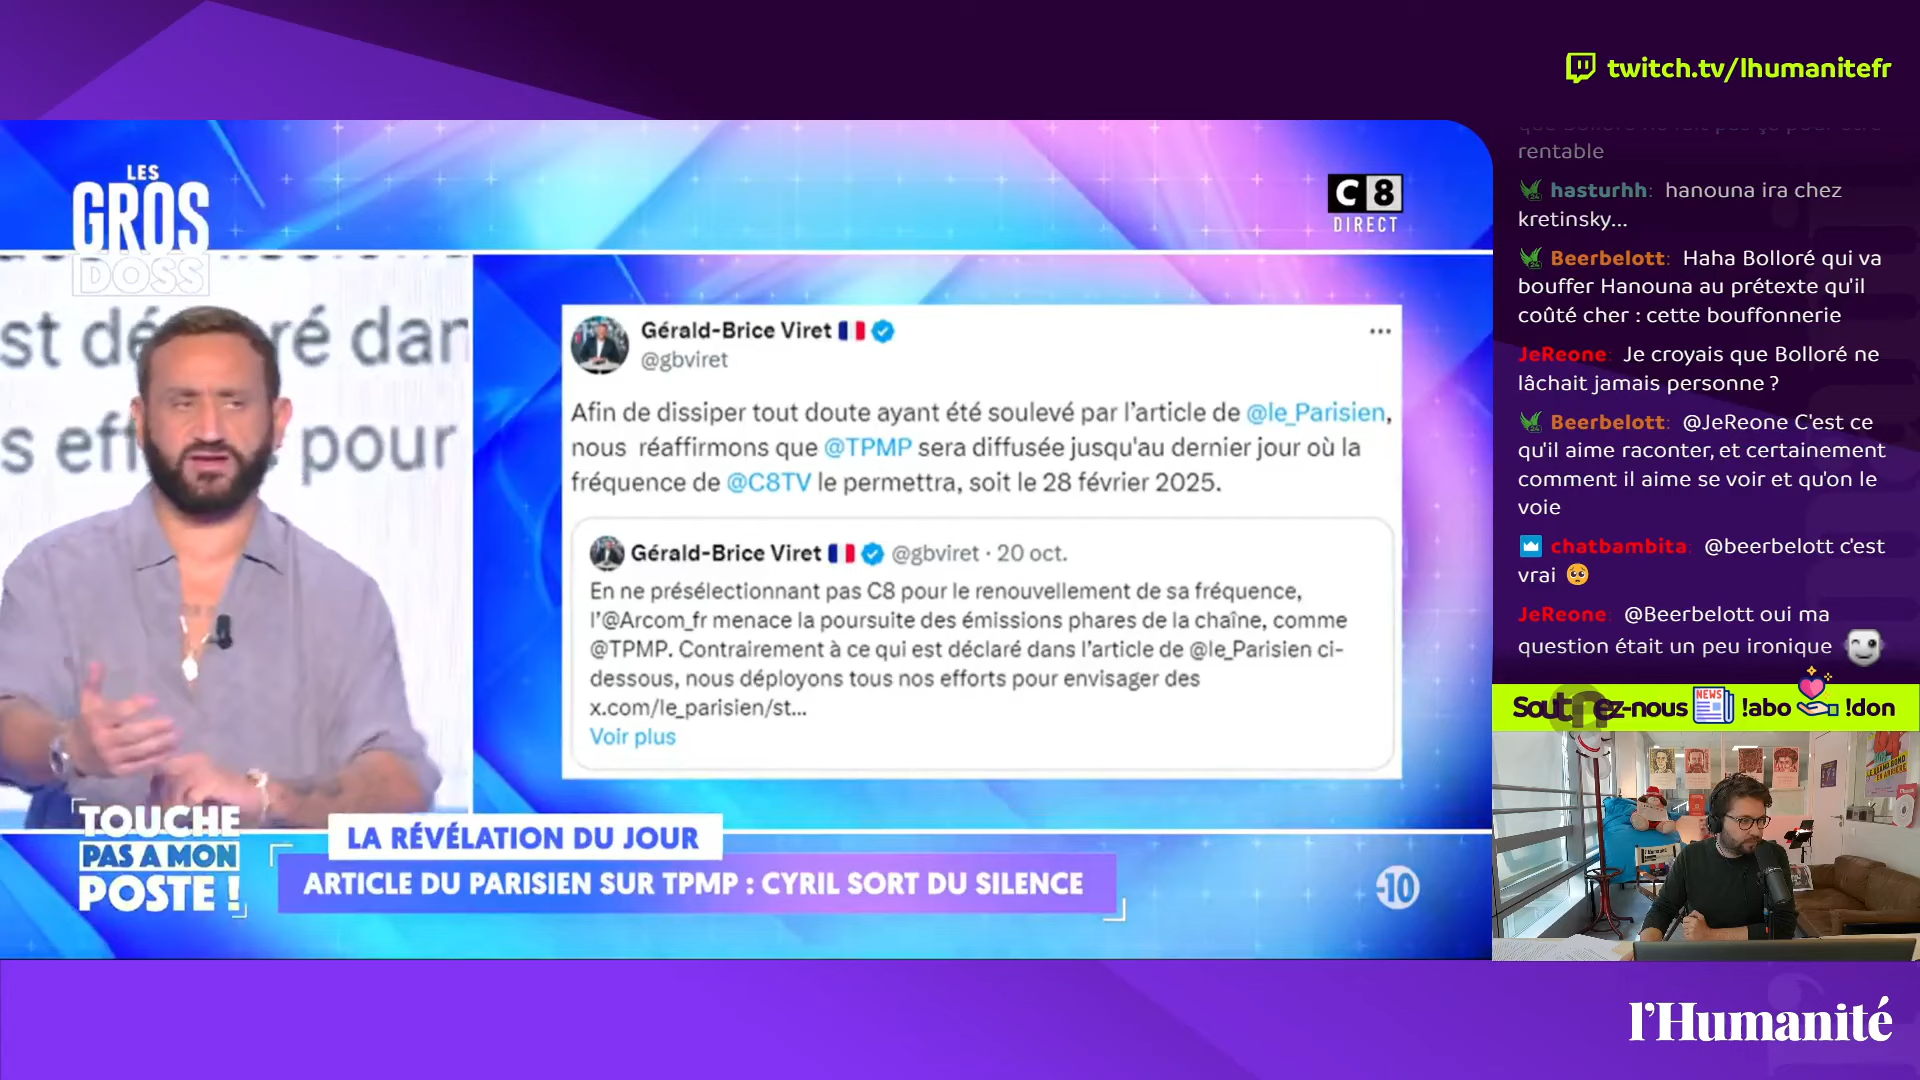 twitch.tv/lhumanitefr
LES
GROS
DOSS
C8
DIRECT
st déclaré dan
s eff
pour
Gérald-Brice Viret
@gbviret
Afin de dissiper tout doute ayant été soulevé par l'article de @le_Parisien,
nous réaffirmons que @TPMP sera diffusée jusqu'au dernier jour où la
fréquence de @C8TV le permettra, soit le 28 février 2025.
Gérald-Brice Viret @gbviret · 20 oct.
En ne présélectionnant pas C8 pour le renouvellement de sa fréquence,
l'@Arcom_fr menace la poursuite des émissions phares de la chaîne, comme
@TPMP. Contrairement à ce qui est déclaré dans l'article de @le_Parisien ci-
dessous, nous déployons tous nos efforts pour envisager des
x.com/le_parisien/st...
Voir plus
TOUCHE
PAS A MON
POSTE !
LA RÉVÉLATION DU JOUR
ARTICLE DU PARISIEN SUR TPMP : CYRIL SORT DU SILENCE
-10
rentable
hasturhh: hanouna ira chez
kretinsky...
Beerbelott: Haha Bolloré qui va
bouffer Hanouna au prétexte qu'il
coûté cher : cette bouffonnerie
JeReone: Je croyais que Bolloré ne
lâchait jamais personne ?
Beerbelott: @JeReone C'est ce
qu'il aime raconter, et certainement
comment il aime se voir et qu'on le
voie
chatbambita: @beerbelott c'est
vrai
JeReone: @Beerbelott oui ma
question était un peu ironique
Soutenez-nous NEWS !abo !don
l'Humanité